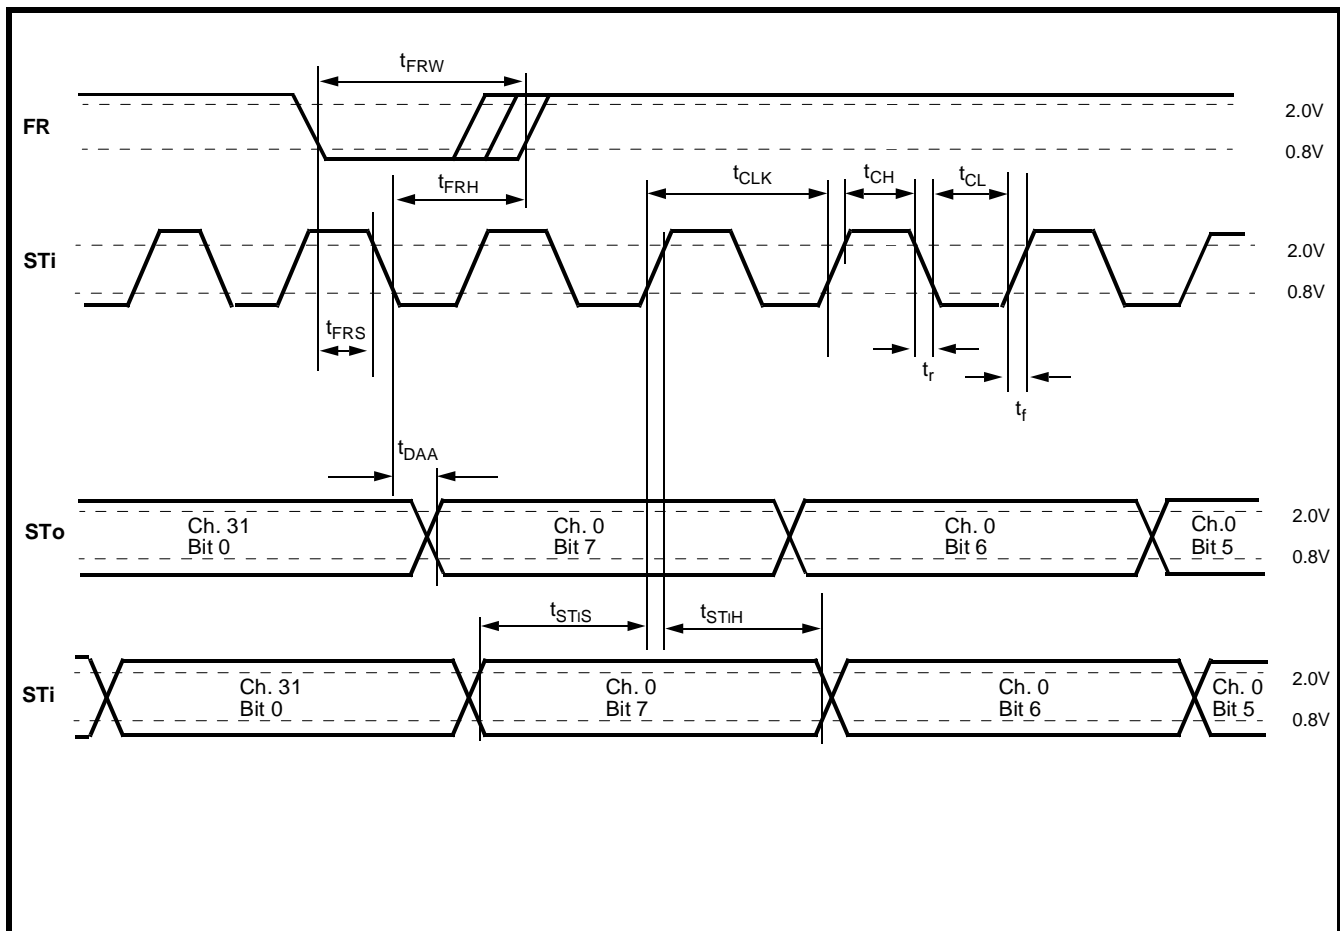 tFRW
FR
2.0V
0.8V
tFRH
tCLK
tCH
tCL
STi
2.0V
0.8V
tFRS
tr
tf
tDAA
STo
Ch. 31
Bit 0
Ch. 0
Bit 7
Ch. 0
Bit 6
Ch.0
Bit 5
2.0V
0.8V
tSTiS
tSTiH
STi
Ch. 31
Bit 0
Ch. 0
Bit 7
Ch. 0
Bit 6
Ch. 0
Bit 5
2.0V
0.8V